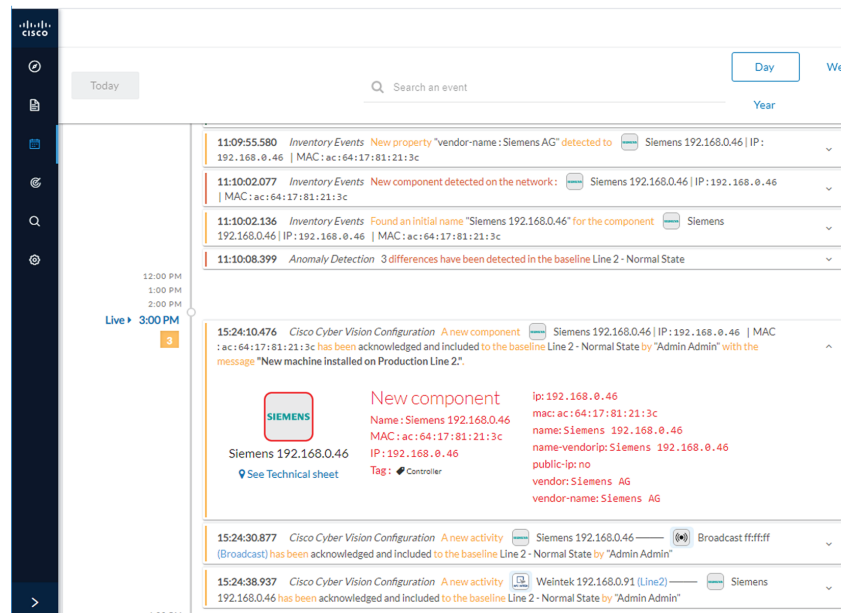 CISCO
Today
Search an event
Day
We
Year
11:09:55.580 Inventory Events New property "vendor-name : Siemens AG" detected to SIEMENS Siemens 192.168.0.46 | IP :
192.168.0.46 | MAC : ac:64:17:81:21:3c
11:10:02.077 Inventory Events New component detected on the network : SIEMENS Siemens 192.168.0.46 | IP : 192.168.0.46
| MAC : ac:64:17:81:21:3c
11:10:02.136 Inventory Events Found an initial name "Siemens 192.168.0.46" for the component SIEMENS Siemens
192.168.0.46 | IP : 192.168.0.46 | MAC : ac:64:17:81:21:3c
11:10:08.399 Anomaly Detection 3 differences have been detected in the baseline Line 2 - Normal State
12:00 PM
1:00 PM
2:00 PM
Live 3:00 PM
3
15:24:10.476 Cisco Cyber Vision Configuration A new component SIEMENS Siemens 192.168.0.46 | IP : 192.168.0.46 | MAC
: ac:64:17:81:21:3c has been acknowledged and included to the baseline Line 2 - Normal State by "Admin Admin" with the
message "New machine installed on Production Line 2.".
SIEMENS
Siemens 192.168.0.46
See Technical sheet
New component
Name : Siemens 192.168.0.46
MAC : ac:64:17:81:21:3c
IP : 192.168.0.46
Tag : Controller
ip: 192.168.0.46
mac: ac:64:17:81:21:3c
name: Siemens 192.168.0.46
name-vendorip: Siemens 192.168.0.46
public-ip: no
vendor: Siemens AG
vendor-name: Siemens AG
15:24:30.877 Cisco Cyber Vision Configuration A new activity SIEMENS Siemens 192.168.0.46 Broadcast ff:ff:ff
(Broadcast) has been acknowledged and included to the baseline Line 2 - Normal State by "Admin Admin"
15:24:38.937 Cisco Cyber Vision Configuration A new activity Weintek 192.168.0.91 (Line2) SIEMENS Siemens
192.168.0.46 has been acknowledged and included to the baseline Line 2 - Normal State by "Admin Admin"